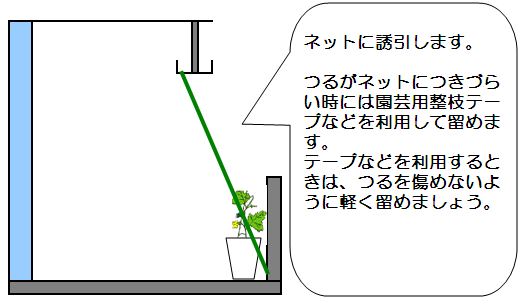 ネットに誘引します。
つるがネットにつきづら
い時には園芸用整枝テー
プなどを利用して留めま
す。
テープなどを利用すると
きは、つるを傷めないよ
うに軽く留めましょう。